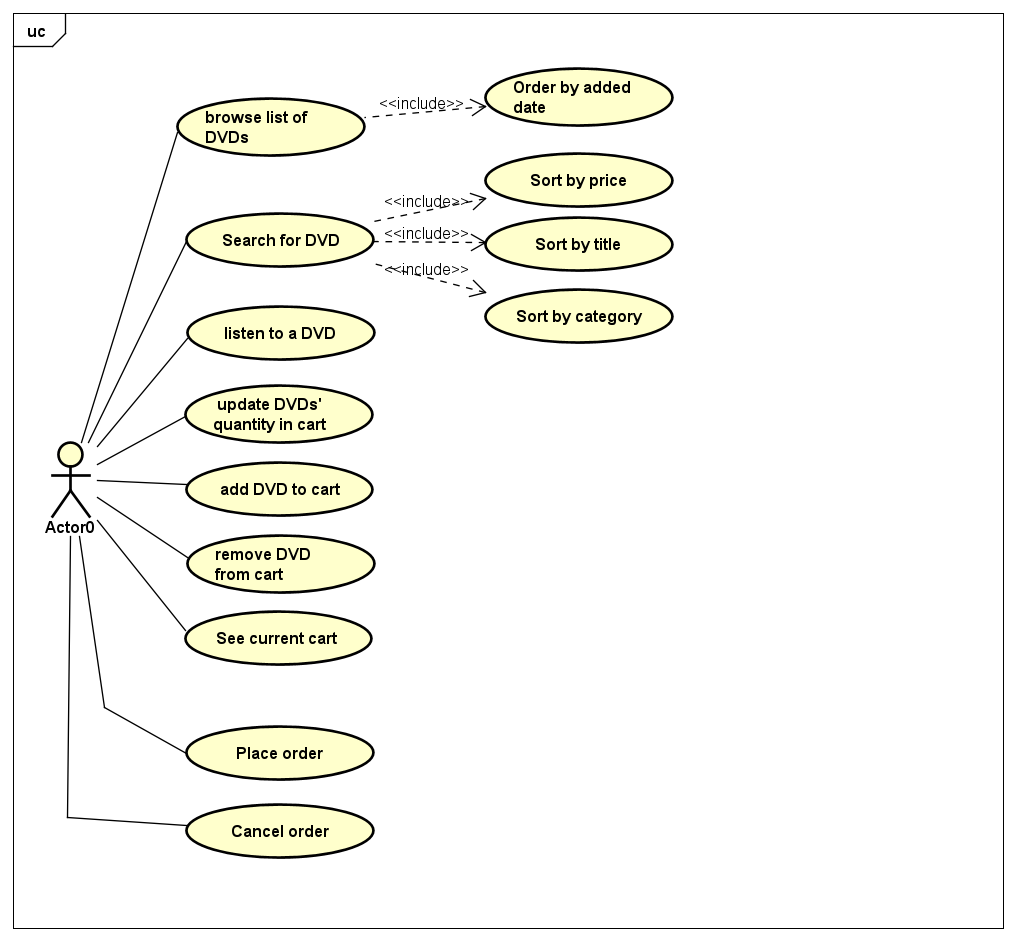 uc
browse list of
DVDs
<<include>>
Order by added
date
Search for DVD
<<include>>
Sort by price
<<include>>
Sort by title
<<include>>
Sort by category
listen to a DVD
update DVDs'
quantity in cart
add DVD to cart
Actor0
remove DVD
from cart
See current cart
Place order
Cancel order